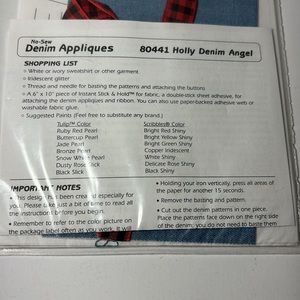 No-Sew
Denim Appliques 80441 Holly Denim Angel
SHOPPING LIST
○ White or ivory sweatshirt or other garment
○ Iridescent glitter
○ Thread and needle for basting the patterns and attaching the buttons
○ A 6" x 10" piece of Instant Stick & Hold™ for fabric, a double-stick sheet adhesive, for
attaching the denim appliques and ribbon. You can also use paper-backed adhesive web or
washable fabric glue.
○ Suggested Paints (Feel free to substitute any brand.)
Tulip™ Color Scribbles® Color
Ruby Red Pearl Bright Red Shiny
Buttercup Pearl Bright Yellow Shiny
Jade Pearl Bright Green Shiny
Bronze Pearl Copper Iridescent
Snow White Pearl White Shiny
Dusty Rose Slick Delicate Rose Shiny
Black Slick Black Shiny
IMPORTANT NOTES
• This design has been created especially for
you. Please take just a bit of time to read all
the instructions before you begin.
• Remember to refer to the color picture on
the package label often as you work. It will
• Holding your iron vertically, press all areas of
the paper for another 15 seconds.
• Remove the basting and pattern.
• Cut out the denim patterns in one piece.
Place the patterns face down on the right side
of the denim; you do not need to baste them